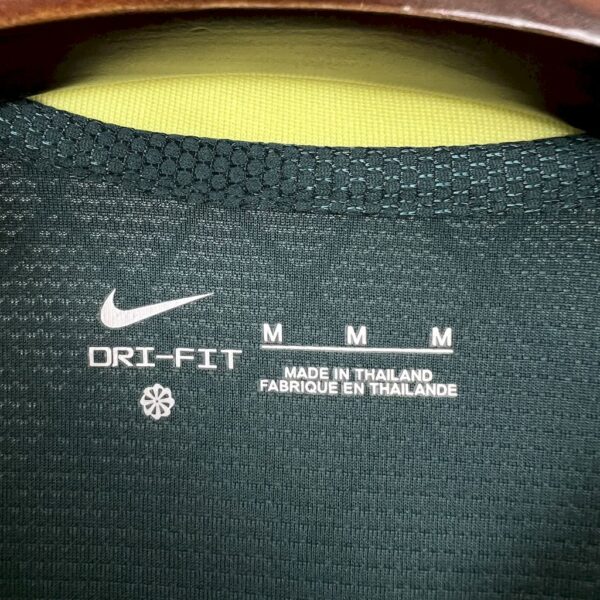 DRI-FIT
M M M
MADE IN THAILAND
FABRIQUE EN THAILANDE